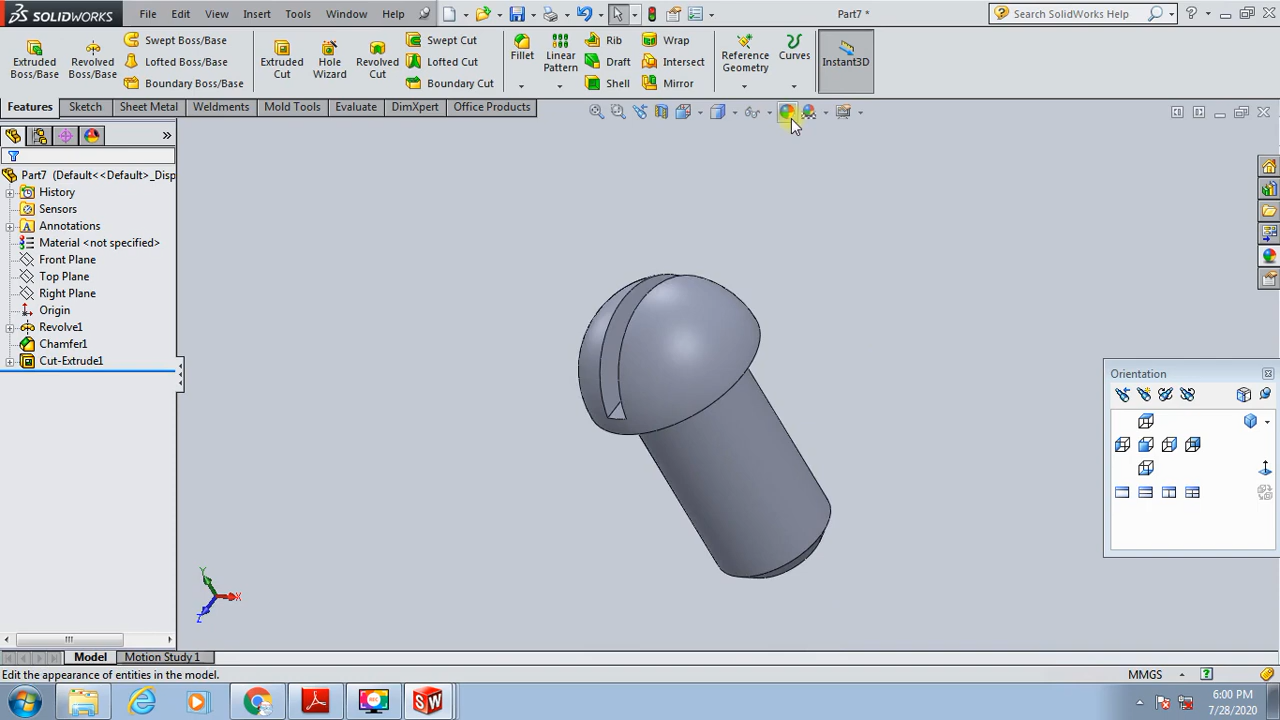 SOLIDWORKS File Edit View Insert Tools Window Help Part7 * Search SolidWorks Help
Extruded Boss/Base
Revolved Boss/Base
Swept Boss/Base
Lofted Boss/Base
Boundary Boss/Base
Extruded Cut
Hole Wizard
Revolved Cut
Swept Cut
Lofted Cut
Boundary Cut
Fillet
Linear Pattern
Rib
Draft
Shell
Wrap
Intersect
Mirror
Reference Geometry
Curves
Instant3D
Features Sketch Sheet Metal Weldments Mold Tools Evaluate DimXpert Office Products
Part7 (Default<<Default>_Disp
History
Sensors
Annotations
Material <not specified>
Front Plane
Top Plane
Right Plane
Origin
Revolve1
Chamfer1
Cut-Extrude1
Orientation
Y
X
Z
Model Motion Study 1
Edit the appearance of entities in the model. MMGS
6:00 PM
7/28/2020